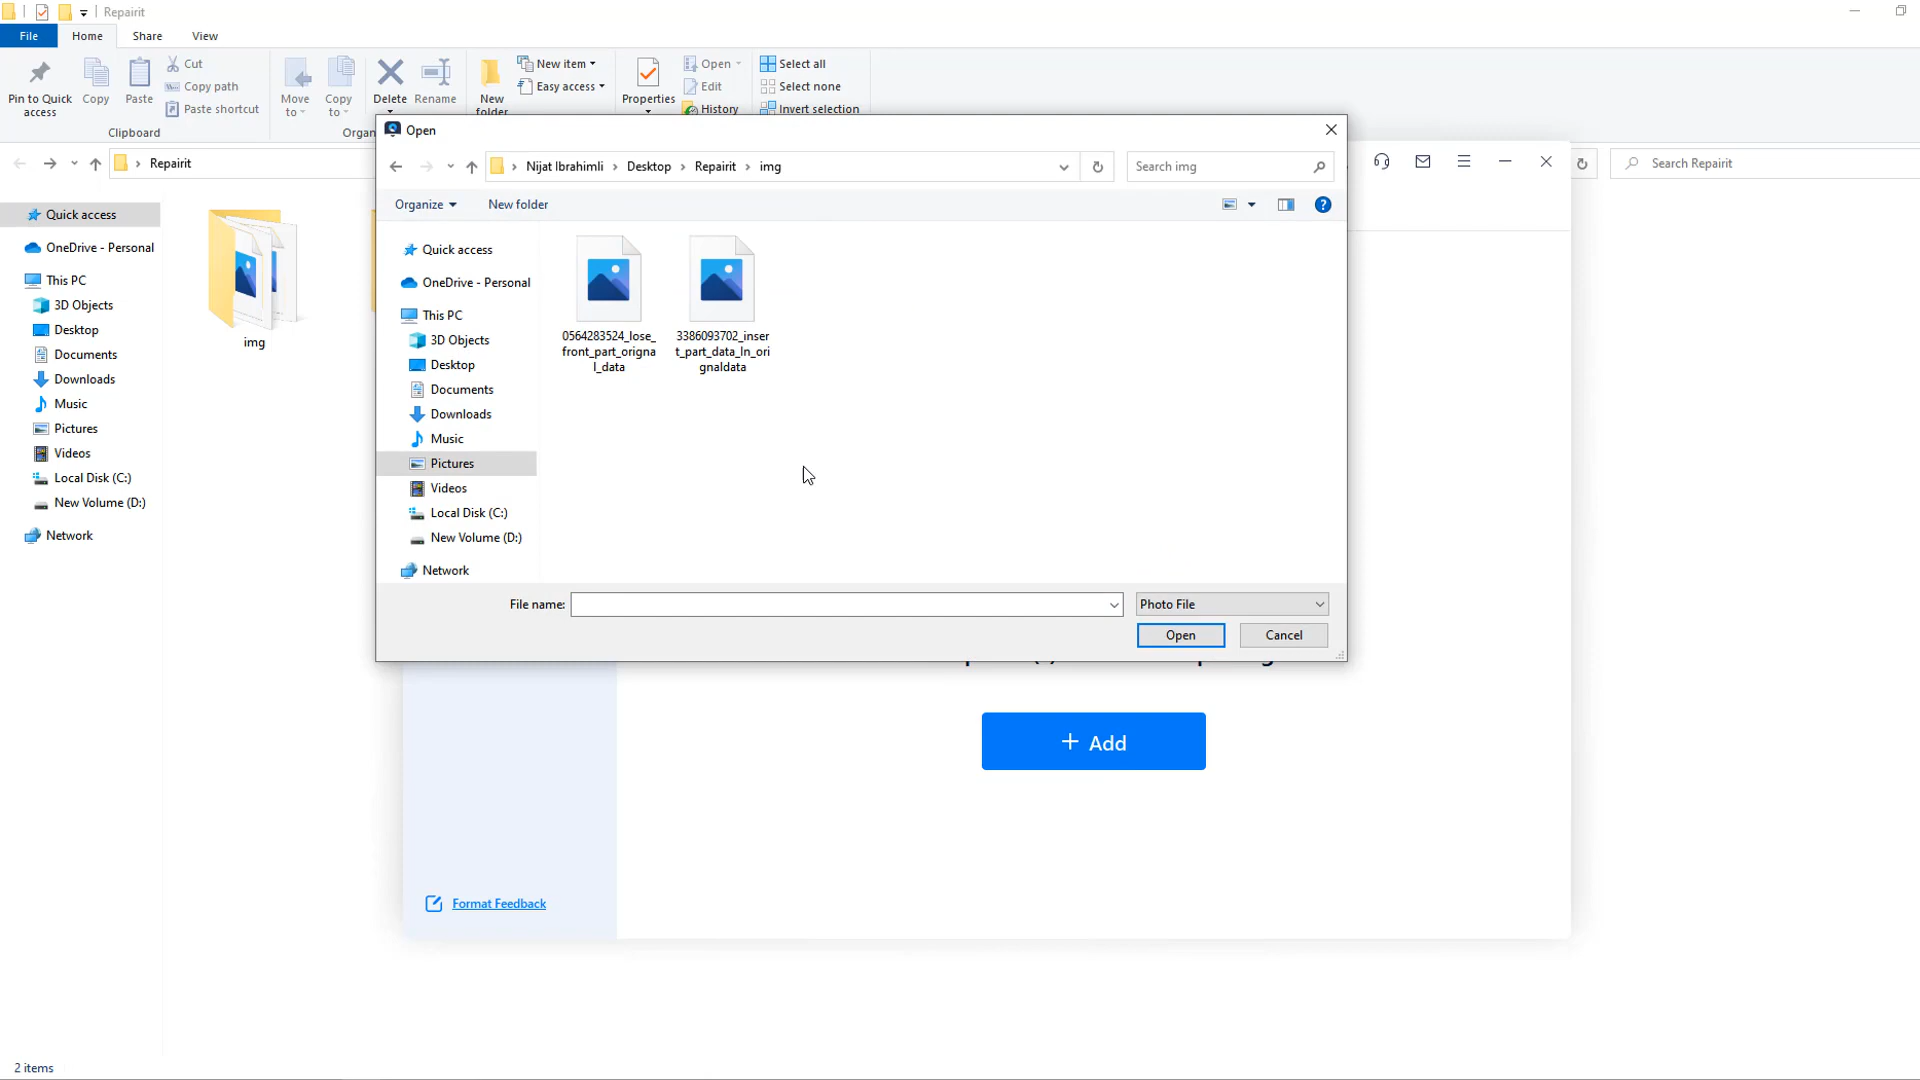 Repairit
File
Home
Share
View
Pin to Quick
access
Copy
Paste
Cut
Copy path
Paste shortcut
Clipboard
Move
to
Copy
to
Delete
Rename
Organ
New
folder
New item
Easy access
Properties
Open
Edit
History
Select all
Select none
Invert selection
Repairit
Search Repairit
Quick access
OneDrive - Personal
This PC
3D Objects
Desktop
Documents
Downloads
Music
Pictures
Videos
Local Disk (C:)
New Volume (D:)
Network
img
Open
Nijat Ibrahimli
Desktop
Repairit
img
Search img
Organize
New folder
Quick access
OneDrive - Personal
This PC
3D Objects
Desktop
Documents
Downloads
Music
Pictures
Videos
Local Disk (C:)
New Volume (D:)
Network
0564283524_lose_
front_part_origna
l_data
3386093702_inser
t_part_data_In_ori
gnaldata
File name:
Photo File
Open
Cancel
+ Add
Format Feedback
2 items